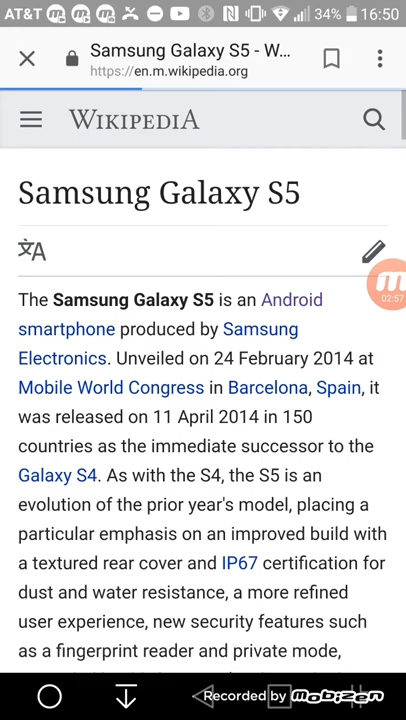 AT&T 34% 16:50
Samsung Galaxy S5 - W...
https://en.m.wikipedia.org
WIKIPEDIA
Samsung Galaxy S5
文A
The Samsung Galaxy S5 is an Android
smartphone produced by Samsung
Electronics. Unveiled on 24 February 2014 at
Mobile World Congress in Barcelona, Spain, it
was released on 11 April 2014 in 150
countries as the immediate successor to the
Galaxy S4. As with the S4, the S5 is an
evolution of the prior year's model, placing a
particular emphasis on an improved build with
a textured rear cover and IP67 certification for
dust and water resistance, a more refined
user experience, new security features such
as a fingerprint reader and private mode,
02:57
Recorded by mobizen